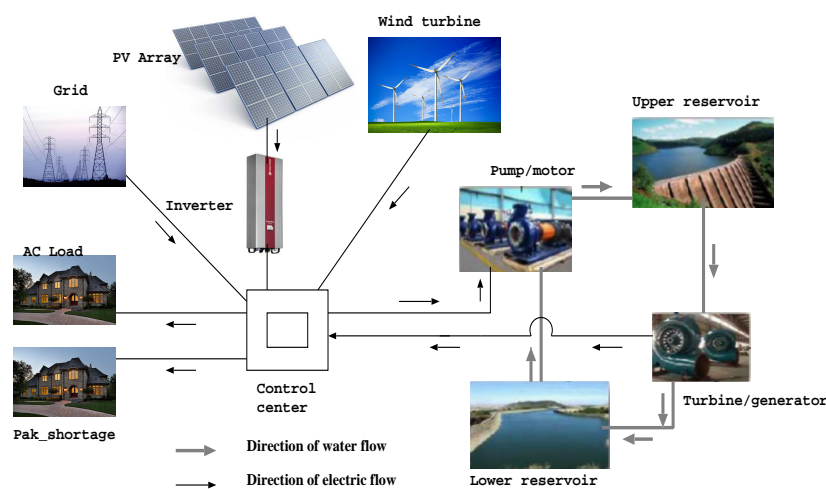 Wind turbine
PV Array
Grid
Upper reservoir
Pump/motor
Inverter
AC Load
Control
center
Turbine/generator
Pak_shortage
Direction of water flow
Direction of electric flow
Lower reservoir